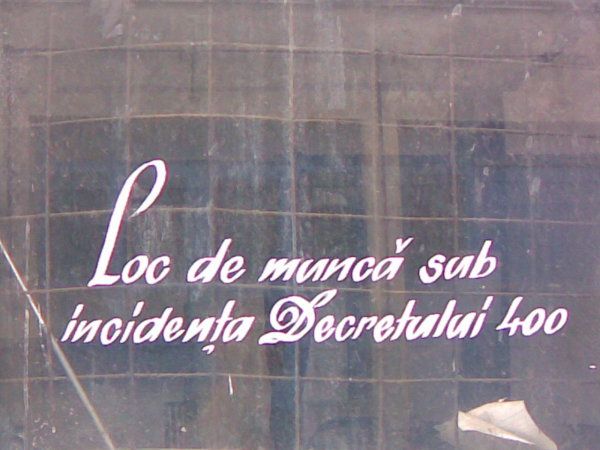 Loc de muncă sub
incidența Decretului 400